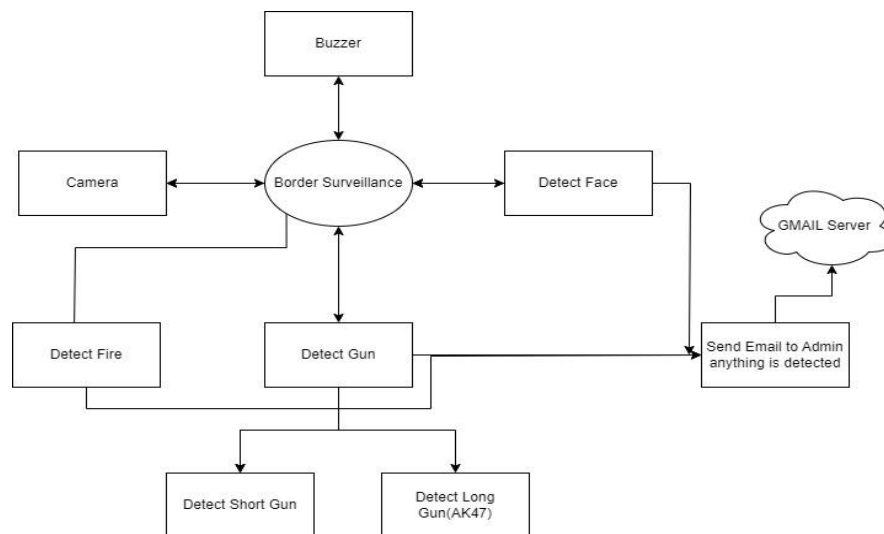 Buzzer
Camera
Border Surveillance
Detect Face
GMAIL Server
Detect Fire
Detect Gun
Send Email to Admin
anything is detected
Detect Short Gun
Detect Long
Gun(AK47)